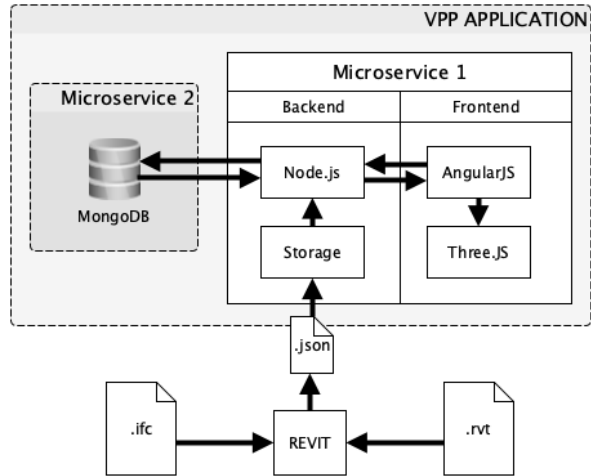 VPP APPLICATION
Microservice 1
Microservice 2
Backend
Frontend
Node.js
AngularJS
MongoDB
Storage
Three.JS
.json
.ifc
REVIT
.rvt